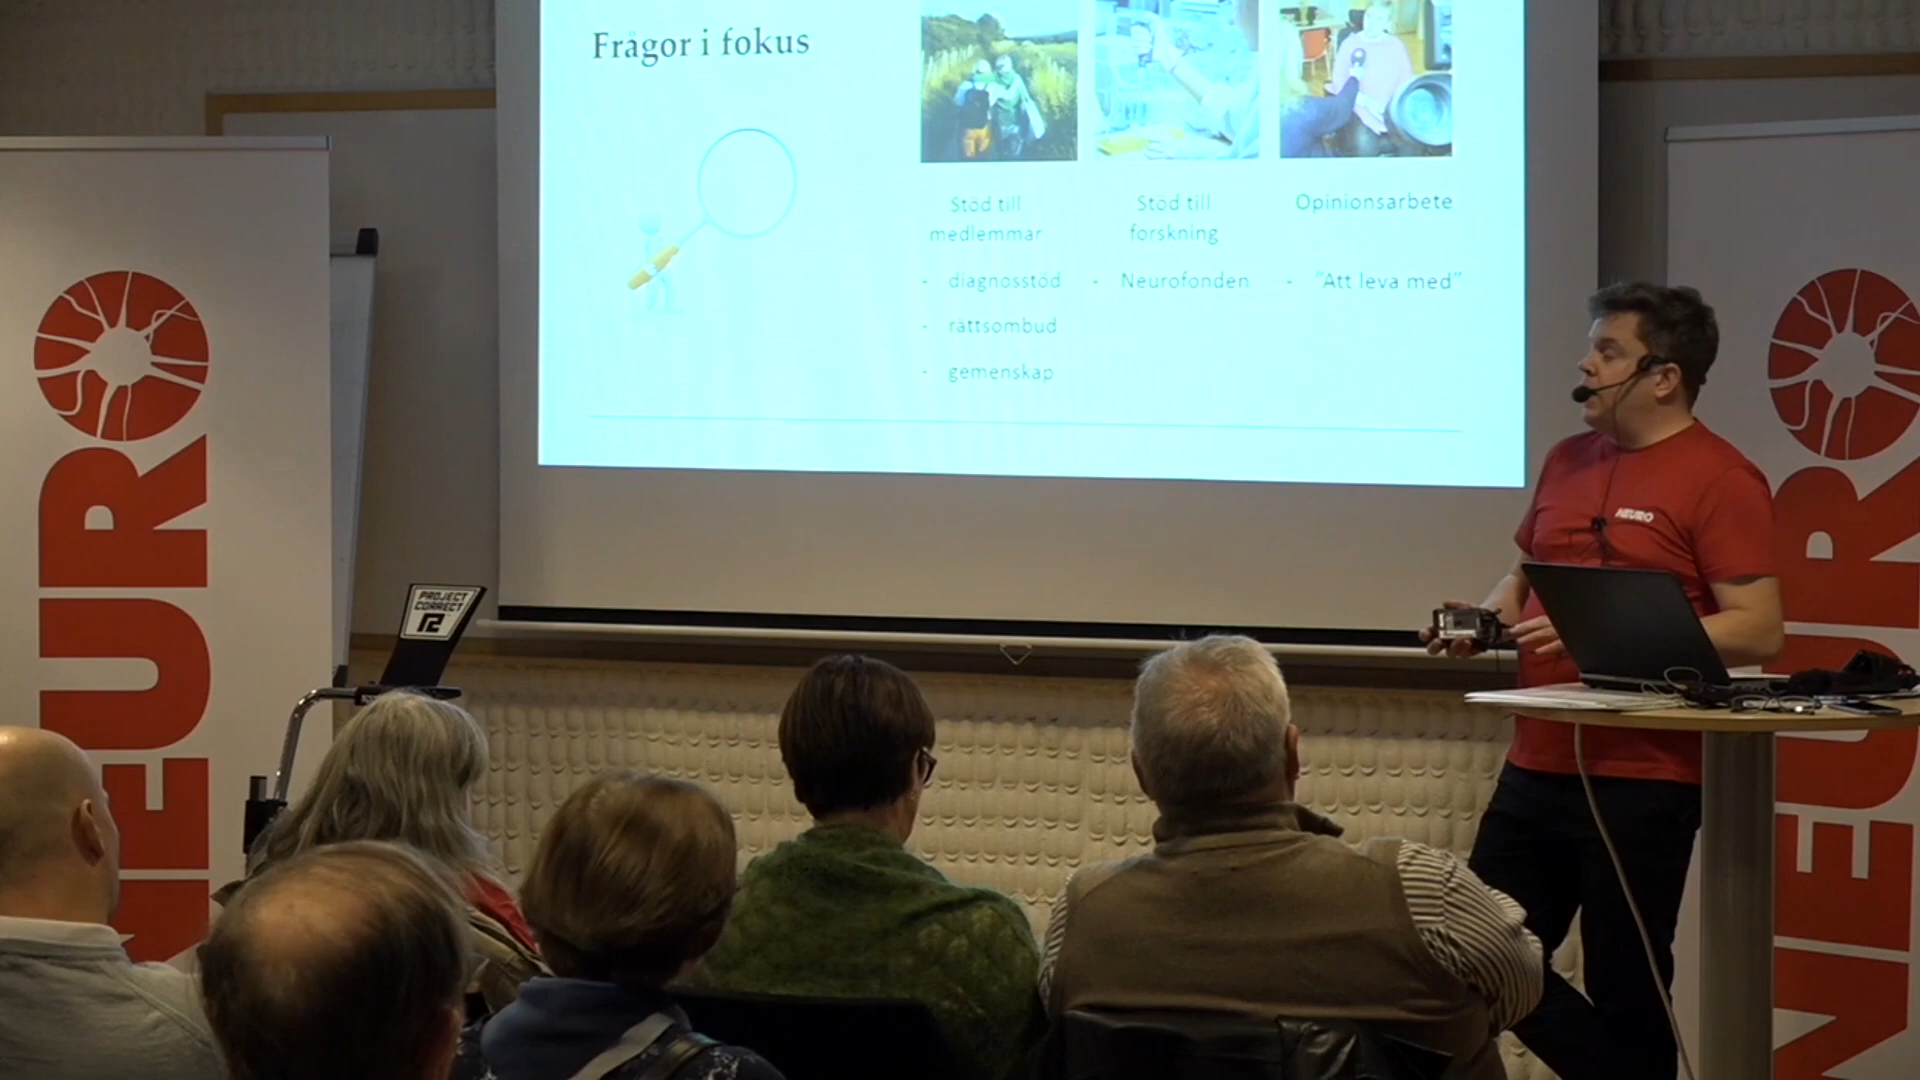 Frågor i fokus
Stöd till
medlemmar
- diagnosstöd
- rättsombud
- gemenskap
Stöd till
forskning
- Neurofonden
Opinionsarbete
- "Att leva med"
NEURO
PROJECT
CORRECT
NEURO
NEURO